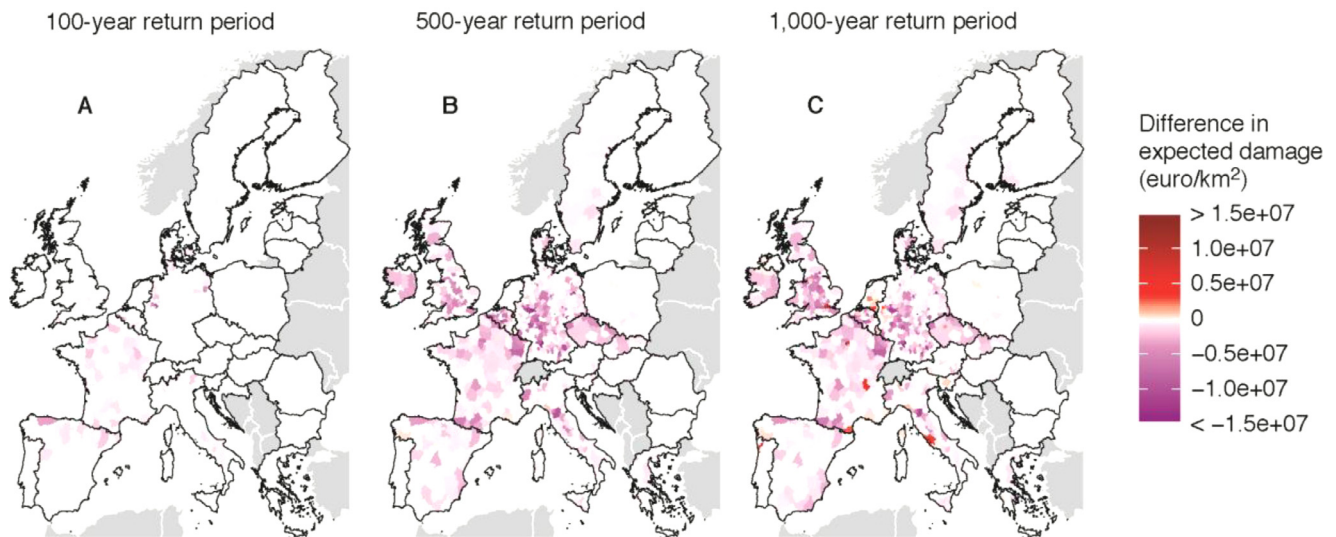 100-year return period
500-year return period
1,000-year return period
A
B
C
Difference in
expected damage
(euro/km²)
> 1.5e+07
1.0e+07
0.5e+07
0
−0.5e+07
−1.0e+07
< −1.5e+07